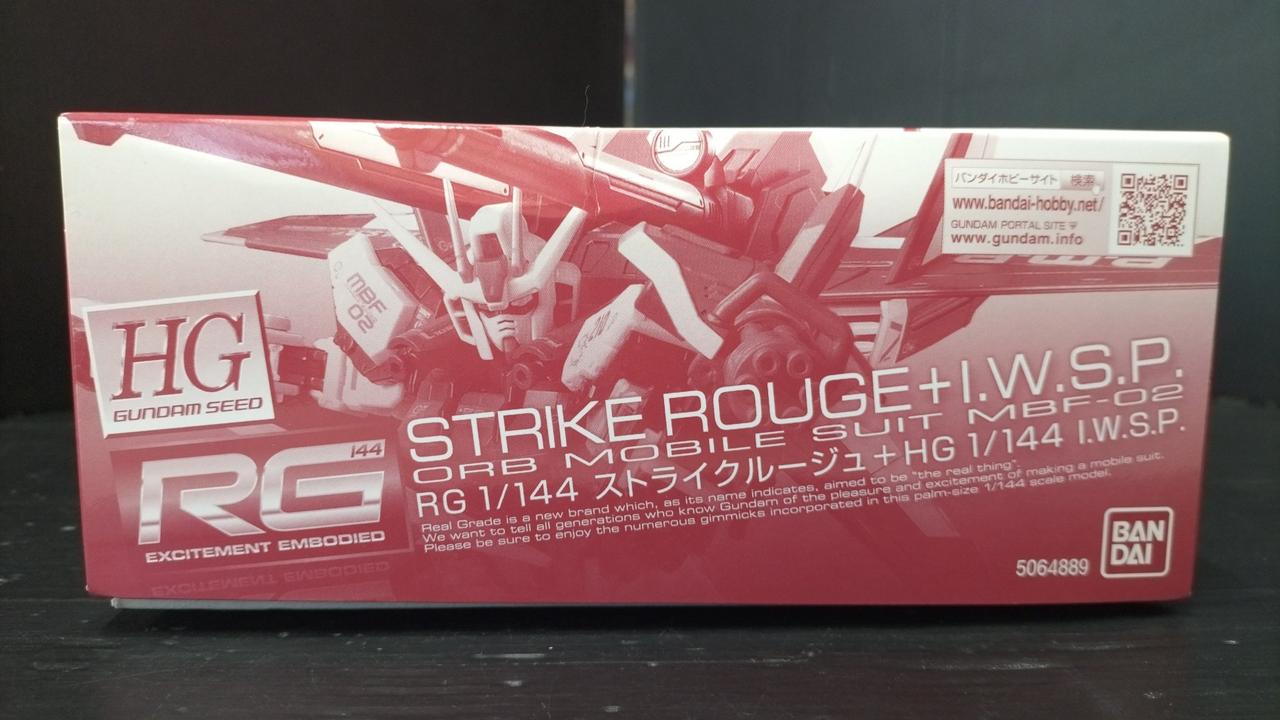 バンダイホビーサイト 検索
www.bandai-hobby.net/
GUNDAM PORTAL SITE
www.gundam.info
MBF
02
HG
GUNDAM SEED
STRIKE ROUGE+I.W.S.P.
ORB MOBILE SUIT MBF-02
RG 1/144 ストライクルージュ+HG 1/144 I.W.S.P.
144
RG
EXCITEMENT EMBODIED
Real Grade is a new brand which, as its name indicates, aimed to be "the real thing".
We want to tell all generations who know Gundam of the pleasure and excitement of making a mobile suit.
Please be sure to enjoy the numerous gimmicks incorporated in this palm-size 1/144 scale model.
5064889
BAN
DAI